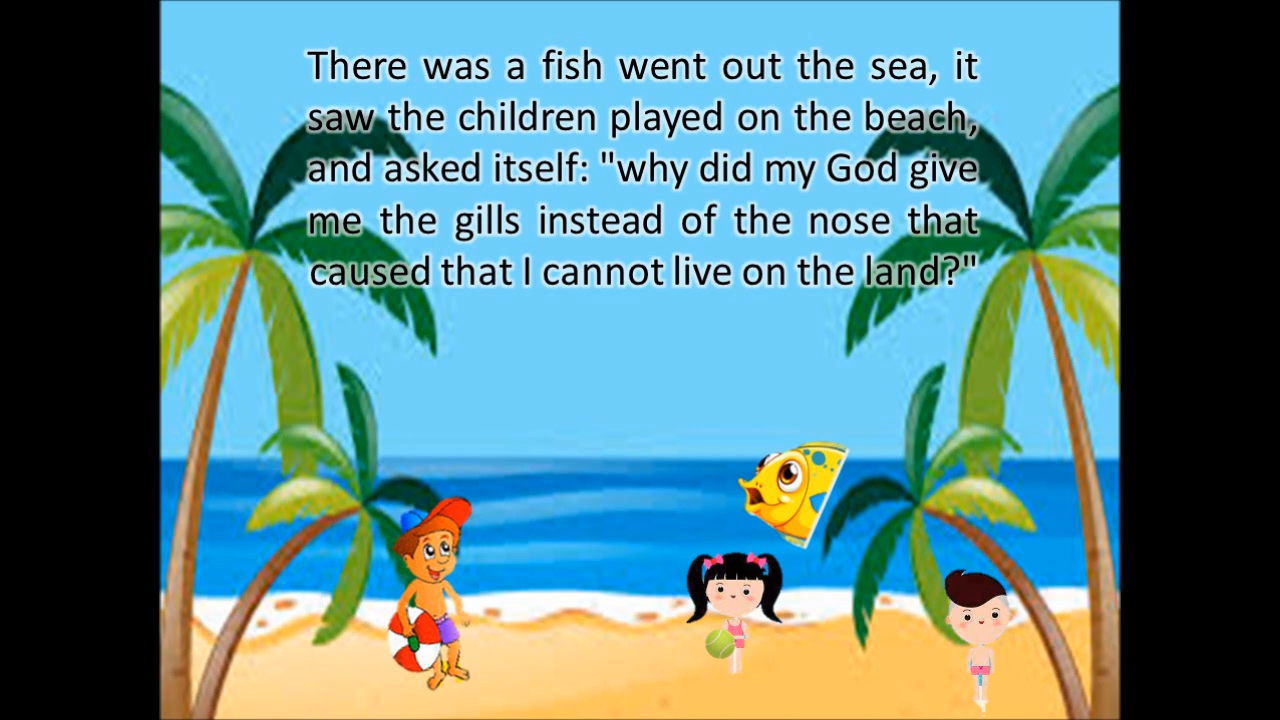 There was a fish went out the sea, it
saw the children played on the beach,
and asked itself: "why did my God give
me the gills instead of the nose that
caused that I cannot live on the land?"